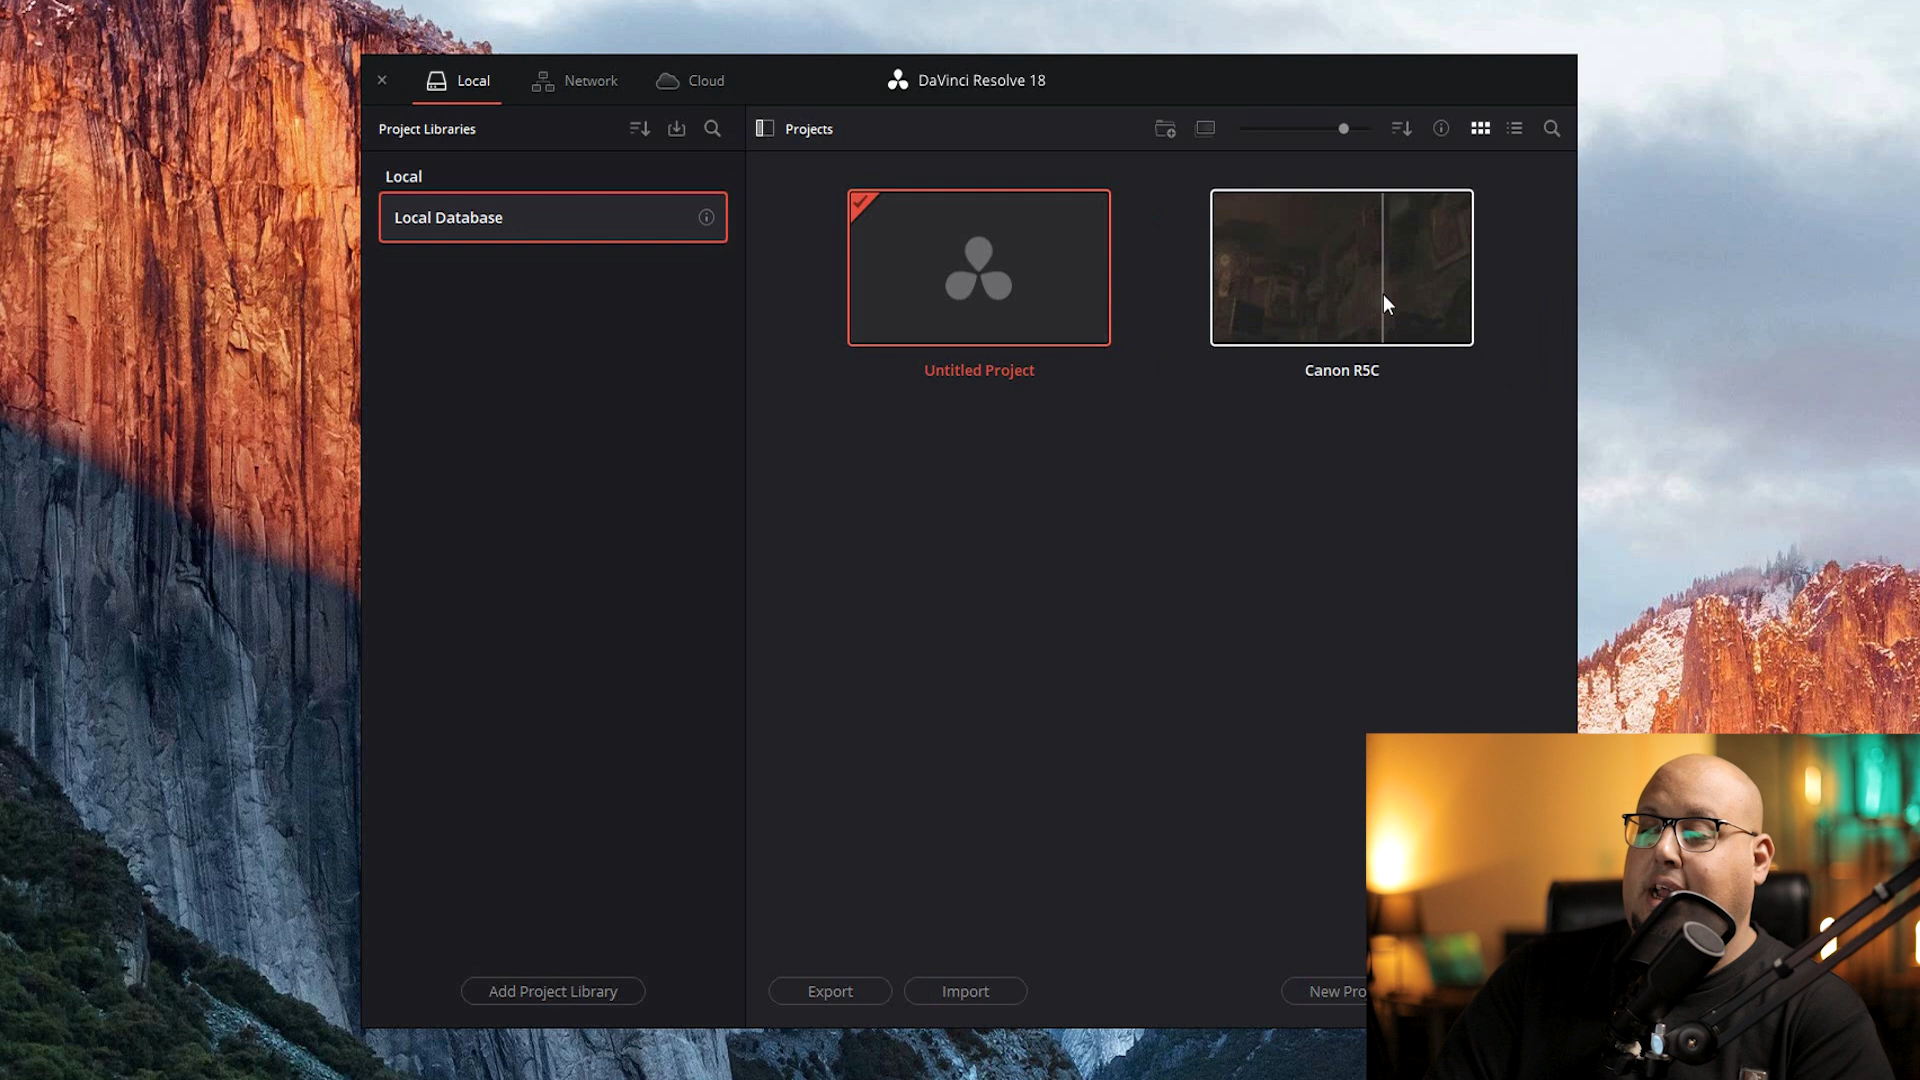 Local
Network
Cloud
DaVinci Resolve 18
Project Libraries
Projects
Local
Local Database
Untitled Project
Canon R5C
Add Project Library
Export
Import
New Pro